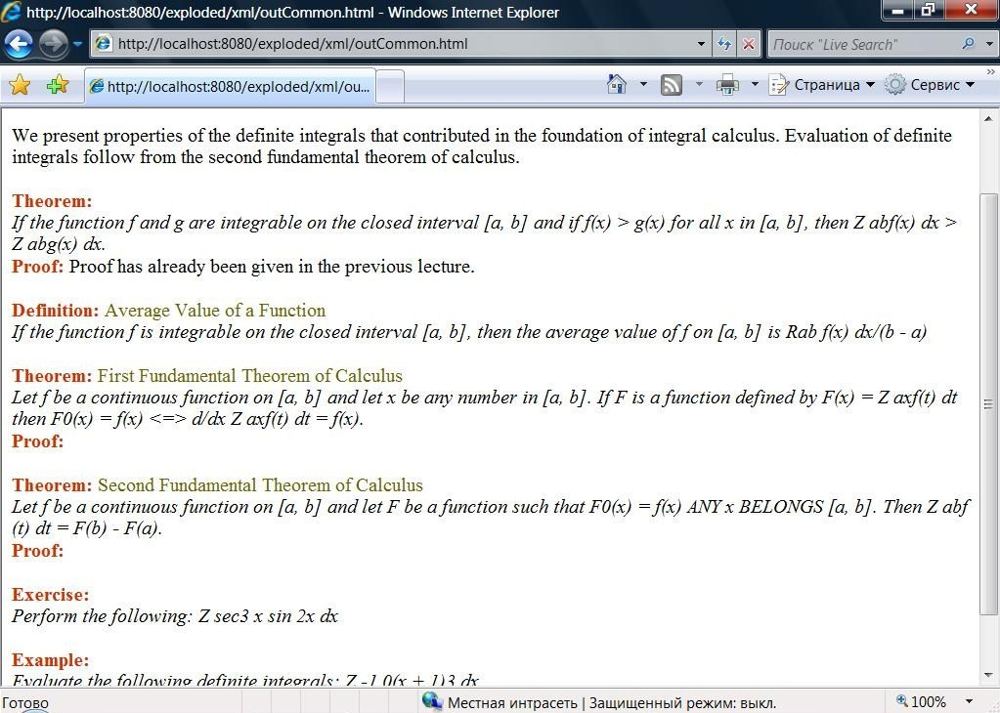 http://localhost:8080/exploded/xml/outCommon.html - Windows Internet Explorer
http://localhost:8080/exploded/xml/outCommon.html
Поиск "Live Search"
http://localhost:8080/exploded/xml/ou...
Страница
Сервис
We present properties of the definite integrals that contributed in the foundation of integral calculus. Evaluation of definite
integrals follow from the second fundamental theorem of calculus.
Theorem:
If the function f and g are integrable on the closed interval [a, b] and if f(x) > g(x) for all x in [a, b], then Z abf(x) dx >
Z abg(x) dx.
Proof: Proof has already been given in the previous lecture.
Definition: Average Value of a Function
If the function f is integrable on the closed interval [a, b], then the average value of f on [a, b] is Rab f(x) dx/(b - a)
Theorem: First Fundamental Theorem of Calculus
Let f be a continuous function on [a, b] and let x be any number in [a, b]. If F is a function defined by F(x) = Z axf(t) dt
then F0(x) = f(x) <=> d/dx Z axf(t) dt = f(x).
Proof:
Theorem: Second Fundamental Theorem of Calculus
Let f be a continuous function on [a, b] and let F be a function such that F0(x) = f(x) ANY x BELONGS [a, b]. Then Z abf
(t) dt = F(b) - F(a).
Proof:
Exercise:
Perform the following: Z sec3 x sin 2x dx
Example:
Evaluate the following definite integrals: Z -1 0(x + 1)3 dx
Готово
Местная интрасеть | Защищенный режим: выкл.
100%